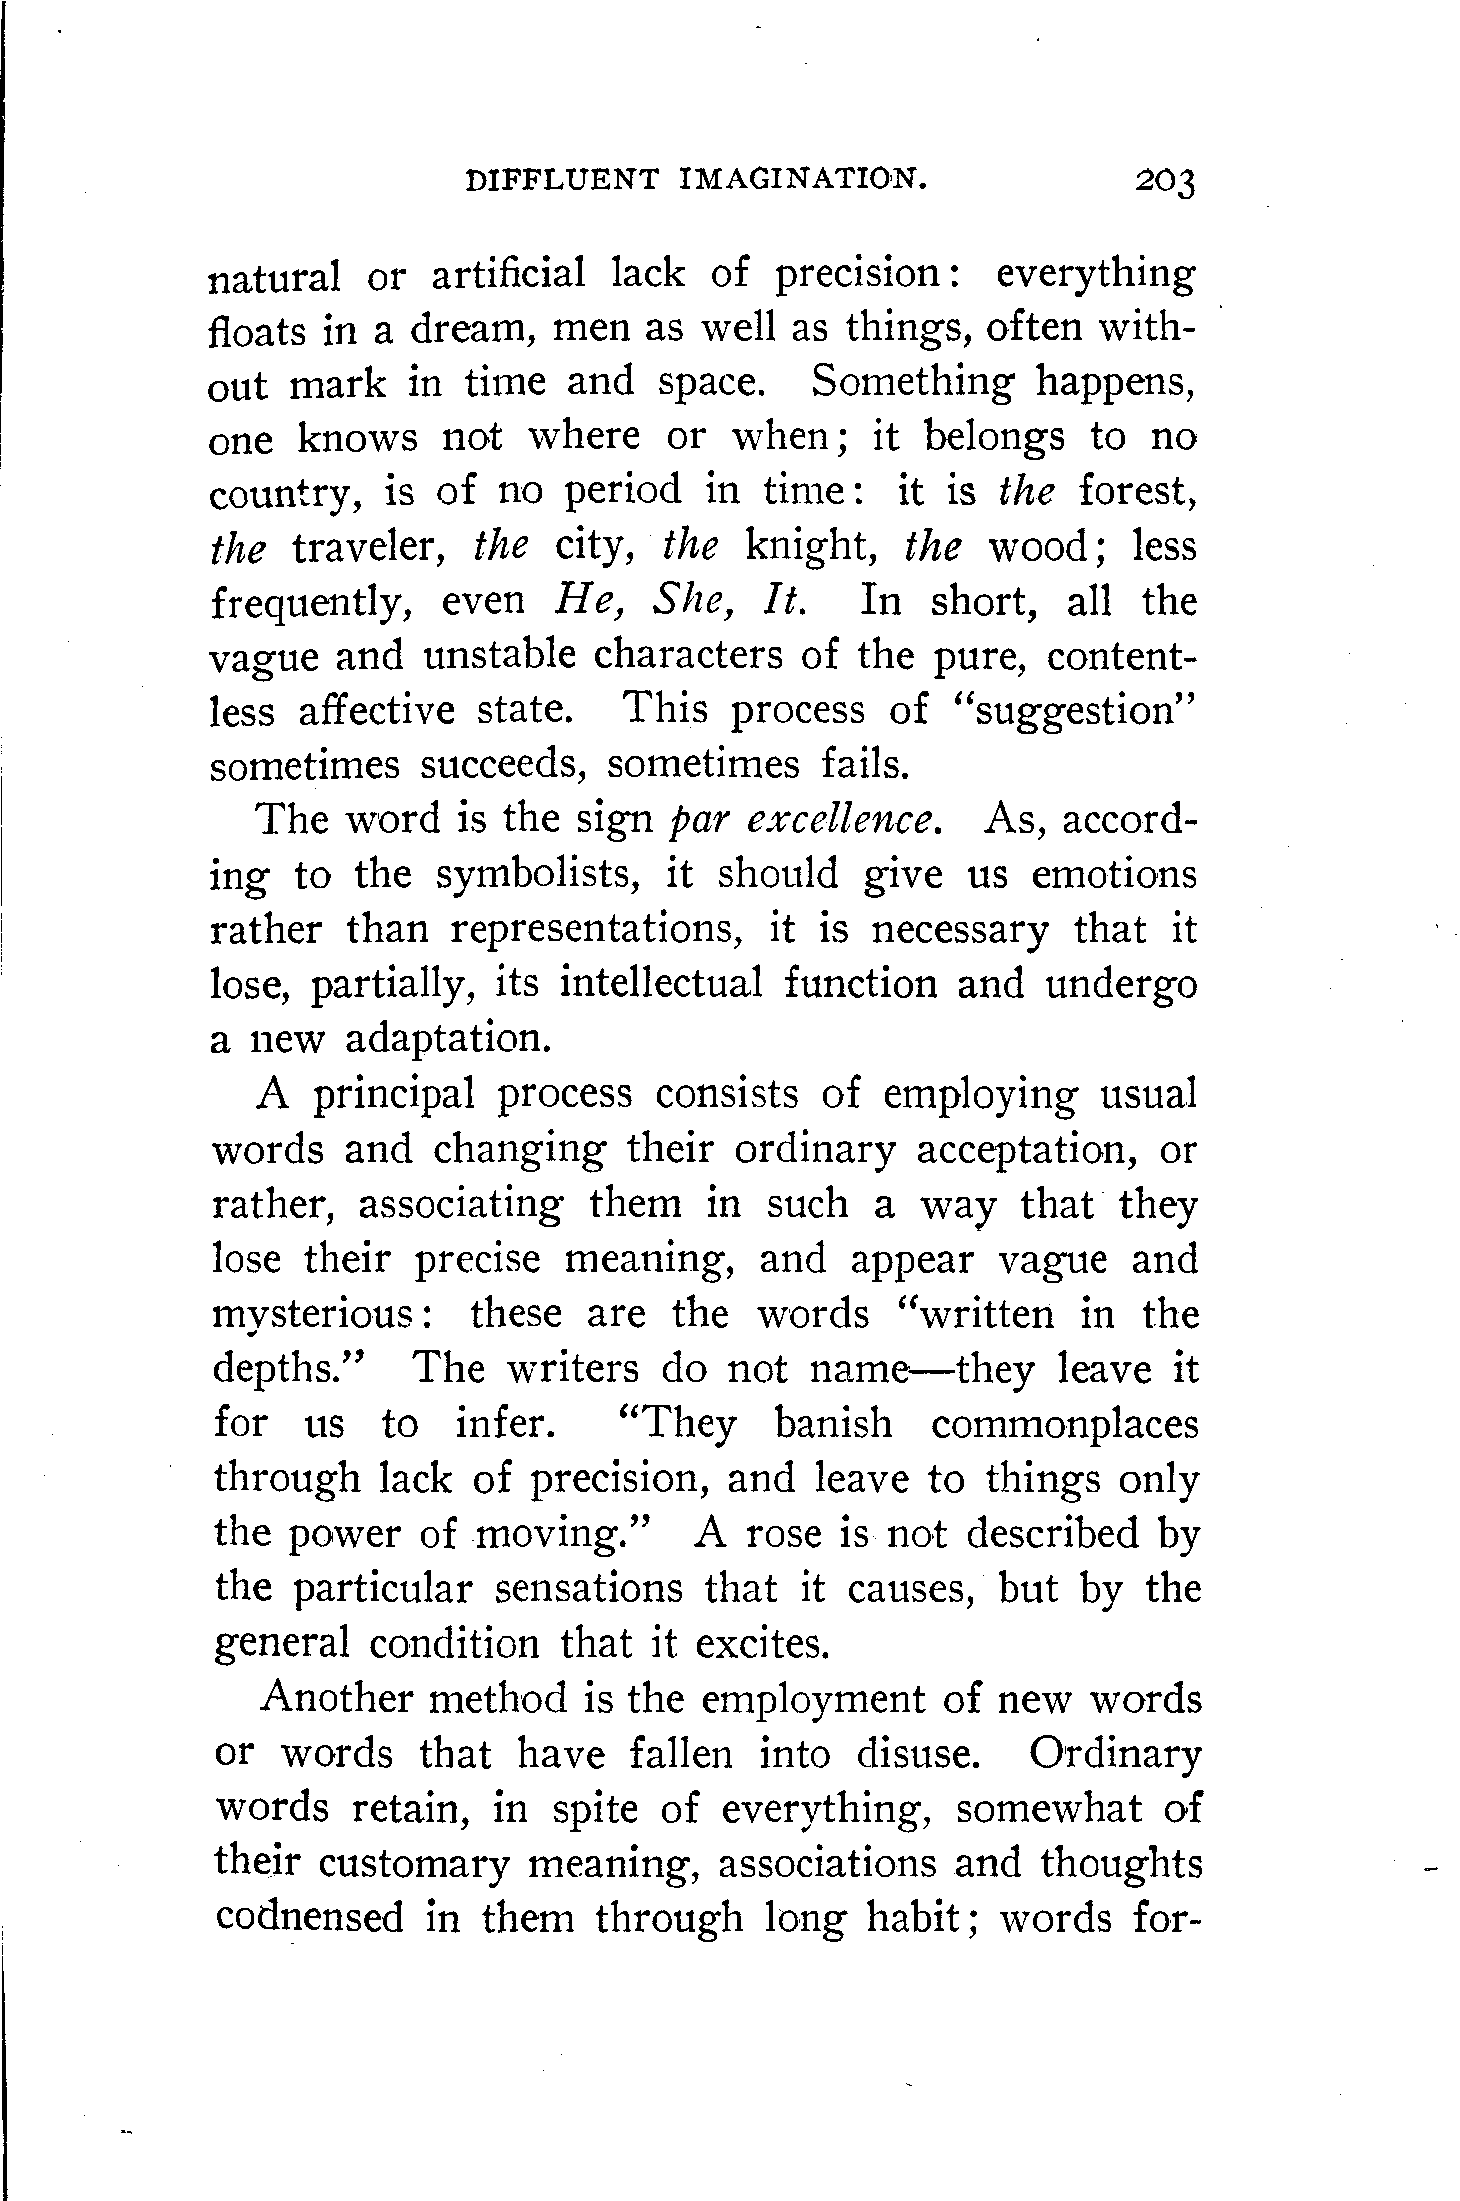 DIFFLUENT IMAGINATION. 203
natural or artificial lack of precision: everything
floats in a dream, men as well as things, often with-
out mark in time and space. Something happens,
one knows not where or when; it belongs to no
country, is of no period in time: it is the forest,
the traveler, the city, the knight, the wood; less
frequently, even He, She, It. In short, all the
vague and unstable characters of the pure, content-
less affective state. This process of “suggestion”
sometimes succeeds, sometimes fails.
The word is the sign par excellence. As, accord-
ing to the symbolists, it should give us emotions
rather than representations, it is necessary that it
lose, partially, its intellectual function and undergo
a new adaptation.
A principal process consists of employing usual
words and changing their ordinary acceptation, or
rather, associating them in such a way that they
lose their precise meaning, and appear vague and
mysterious: these are the words “written in the
depths.” The writers do not name—they leave it
for us to infer. “They banish commonplaces
through lack of precision, and leave to things only
the power of moving.” A rose is not described by
the particular sensations that it causes, but by the
general condition that it excites.
Another method is the employment of new words
or words that have fallen into disuse. Ordinary
words retain, in spite of everything, somewhat of
their customary meaning, associations and thoughts
codnensed in them through long habit; words for-